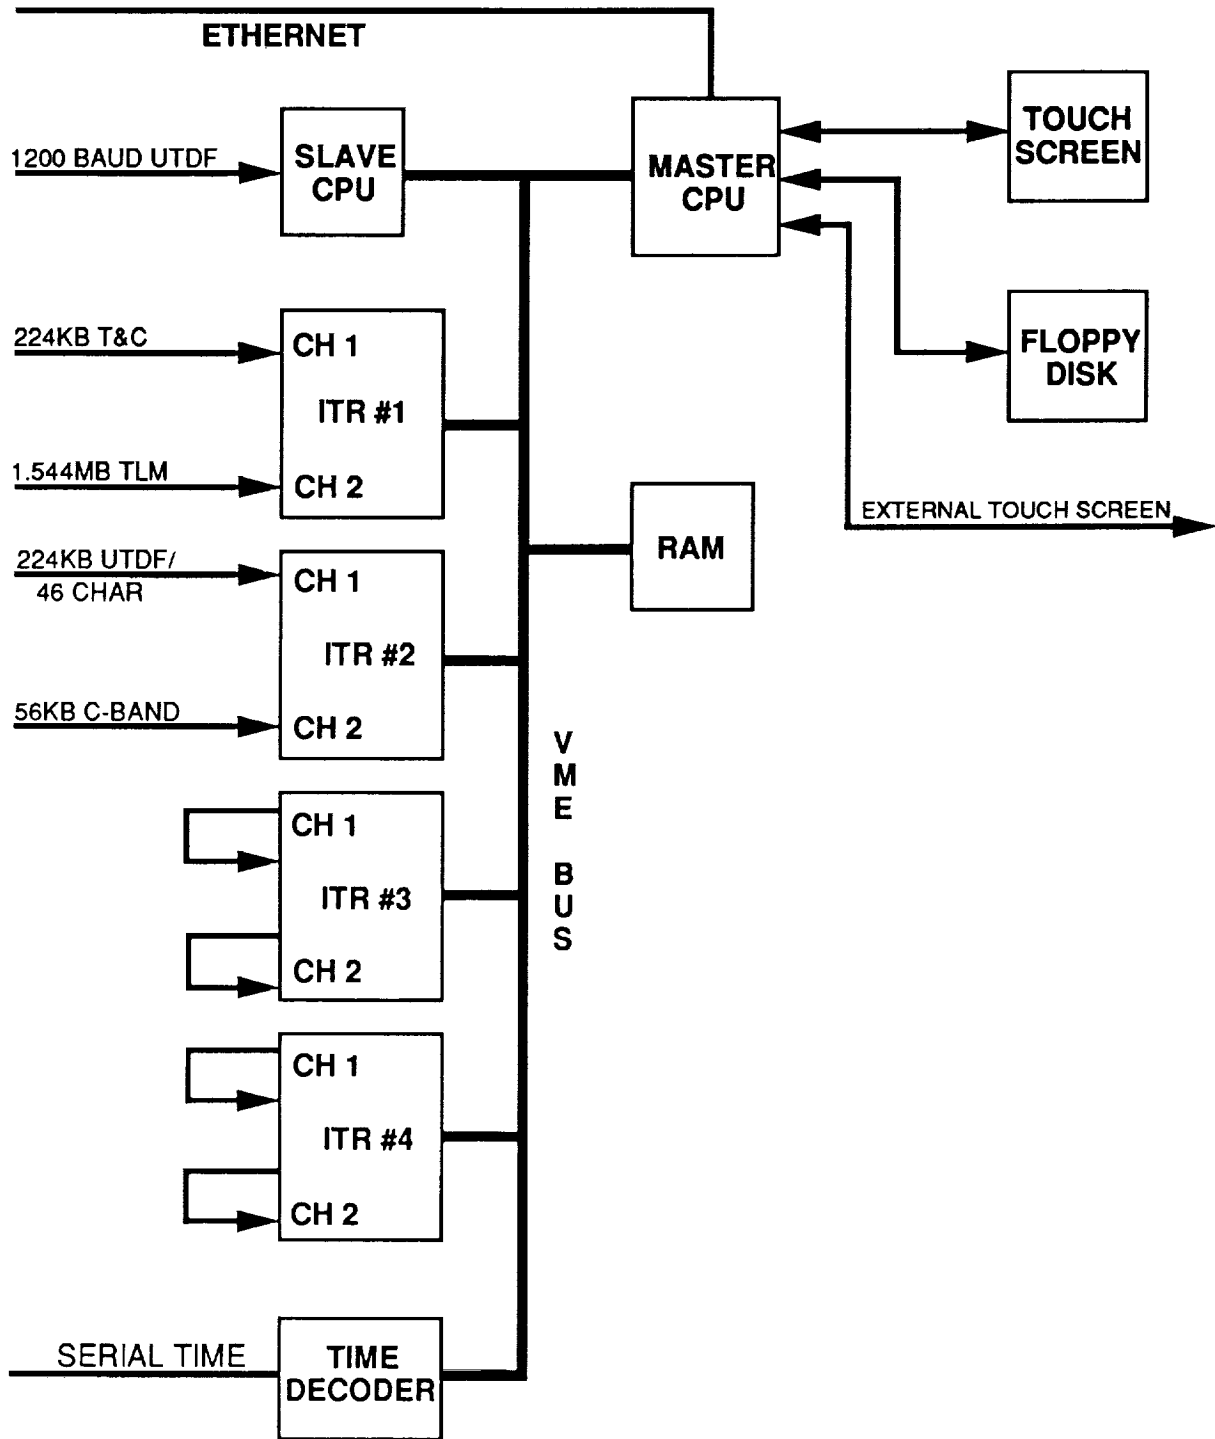 ETHERNET
1200 BAUD UTDF
SLAVE
CPU
MASTER
CPU
TOUCH
SCREEN
FLOPPY
DISK
EXTERNAL TOUCH SCREEN
224KB T&C
CH 1
ITR #1
1.544MB TLM
CH 2
RAM
224KB UTDF/
46 CHAR
CH 1
ITR #2
56KB C-BAND
CH 2
VME BUS
CH 1
ITR #3
CH 2
CH 1
ITR #4
CH 2
SERIAL TIME
TIME
DECODER